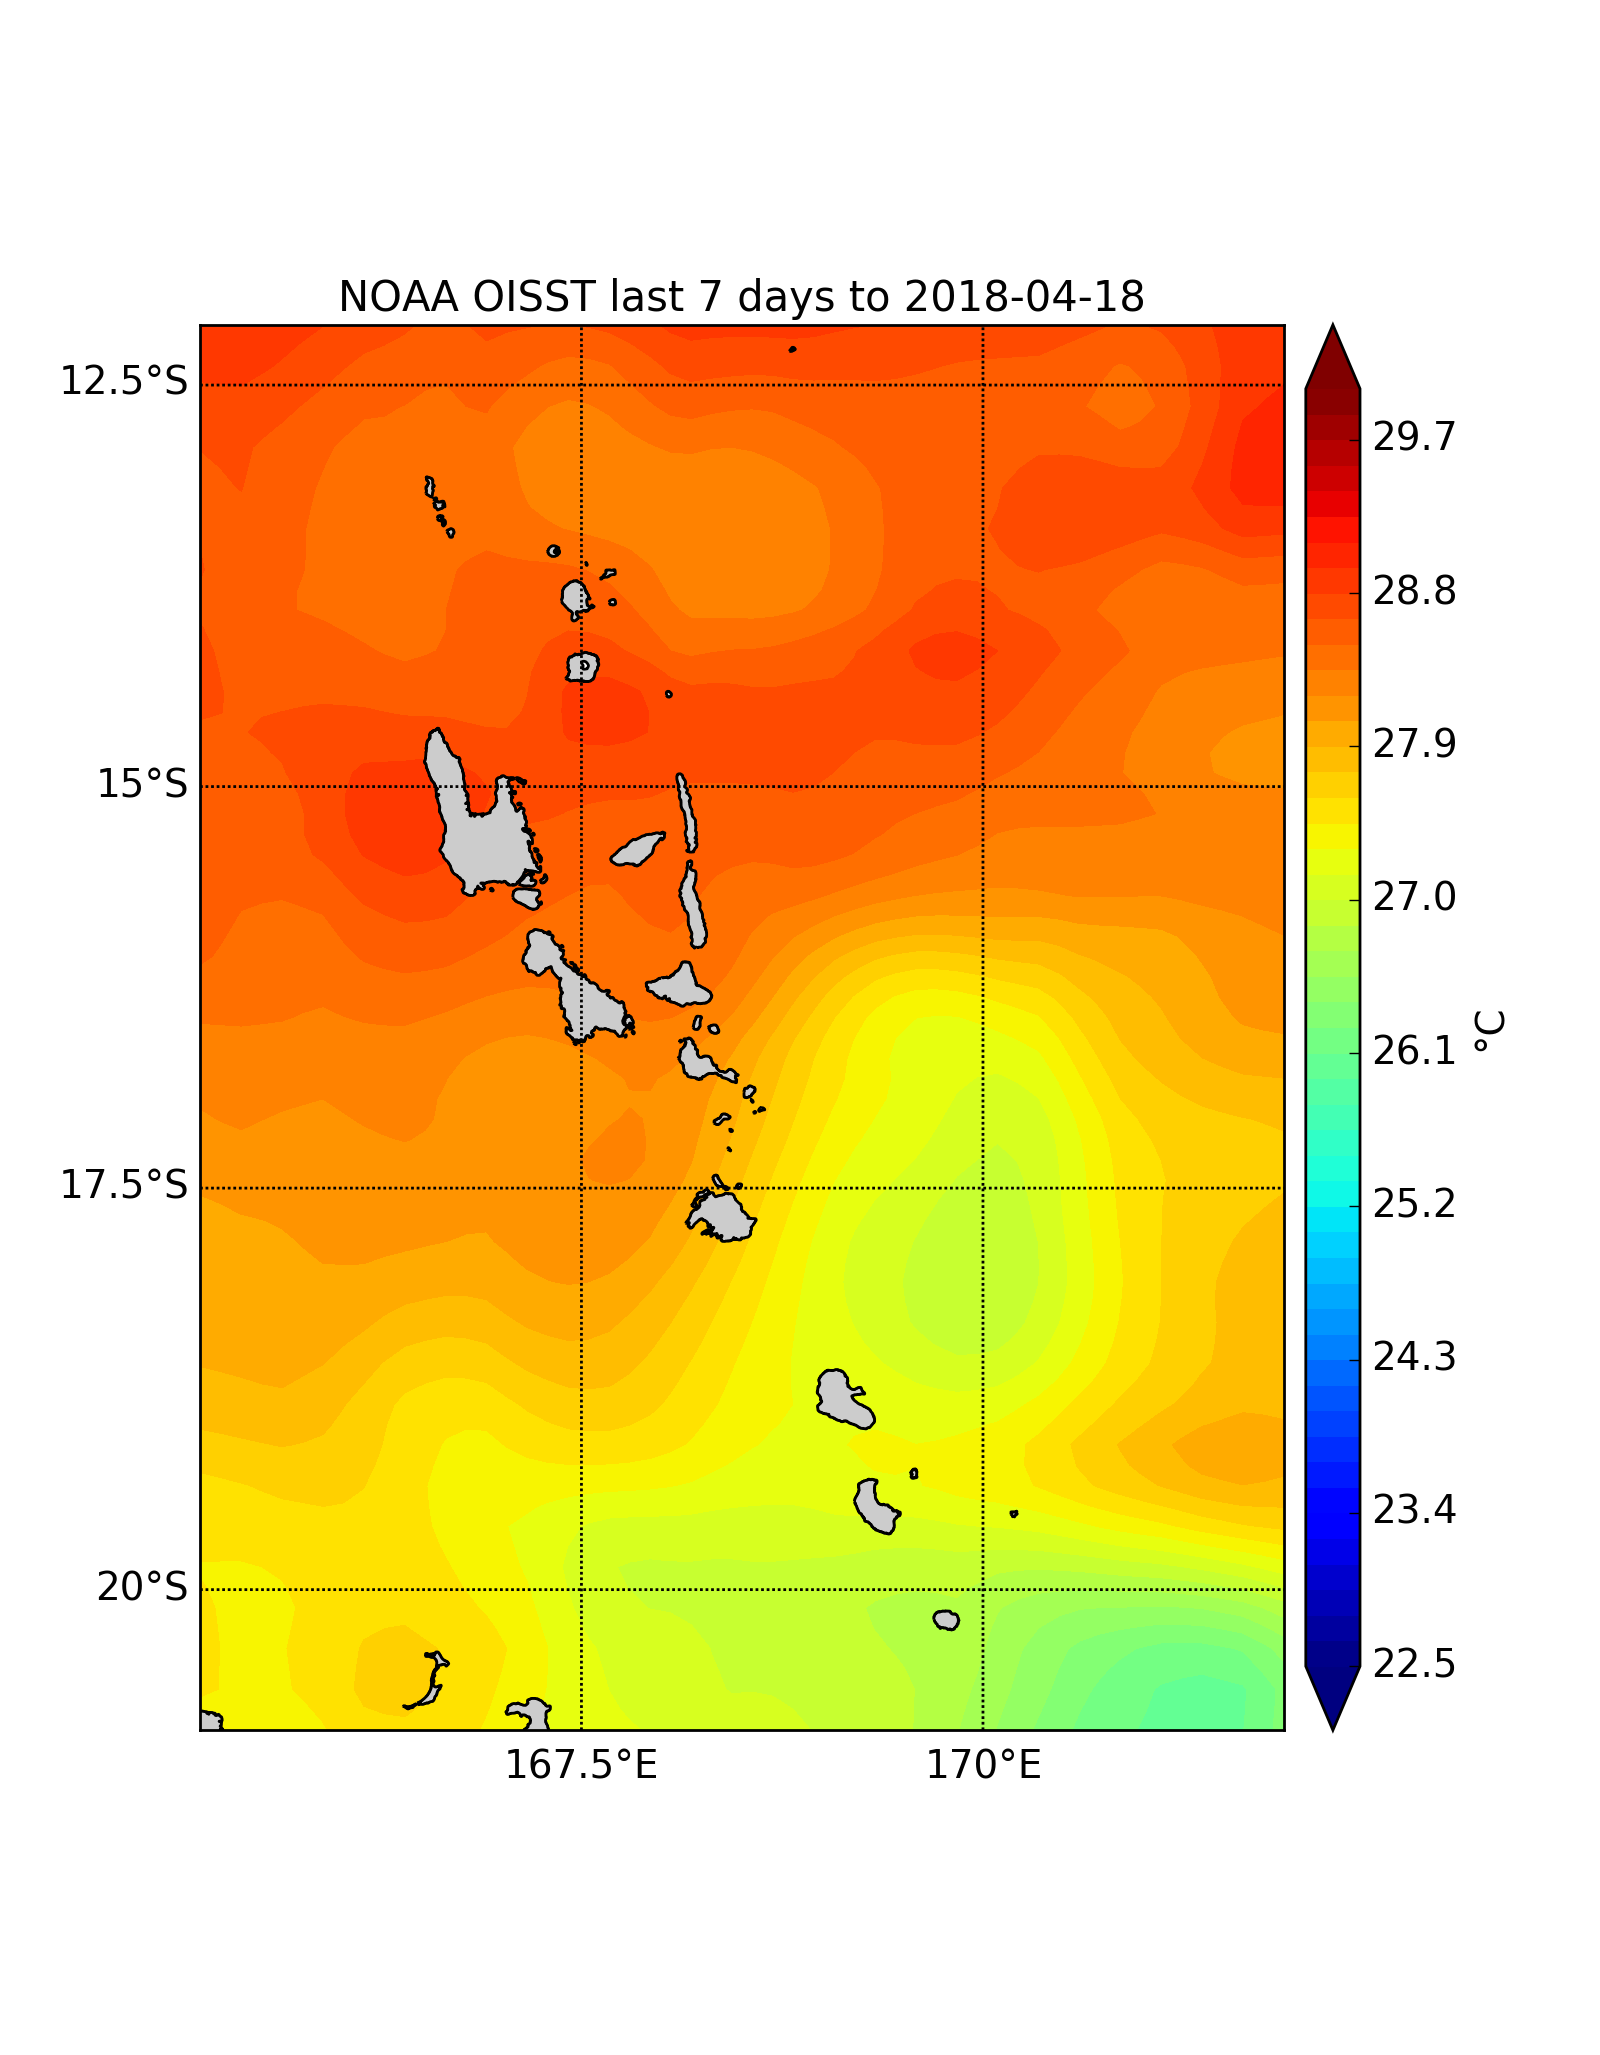 NOAA OISST last 7 days to 2018-04-18
12.5°S
15°S
17.5°S
20°S
167.5°E
170°E
29.7
28.8
27.9
27.0
26.1
25.2
24.3
23.4
22.5
°C